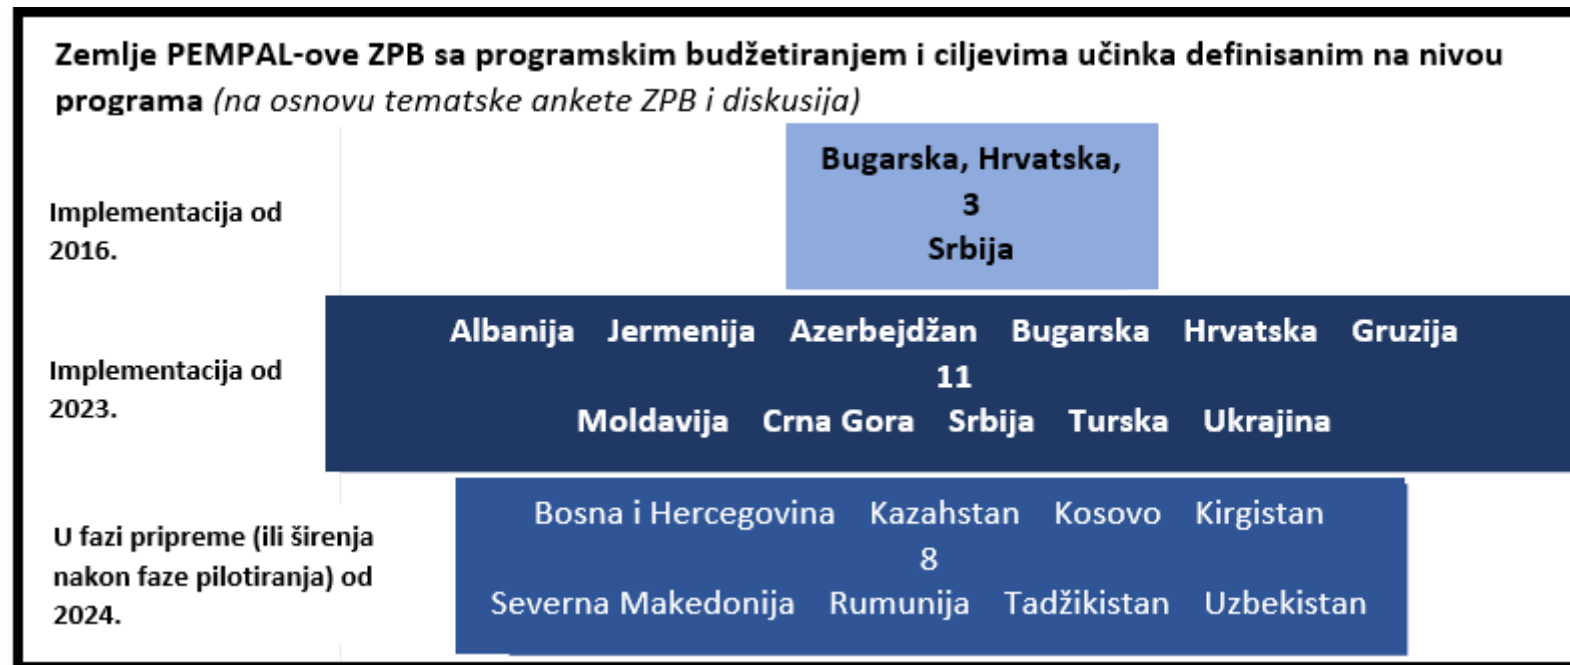 Zemlje PEMPAL-ove ZPB sa programskim budžetiranjem i ciljevima učinka definisanim na nivou
programa (na osnovu tematske ankete ZPB i diskusija)
Implementacija od
2016.
Bugarska, Hrvatska,
3
Srbija
Implementacija od
2023.
Albanija Jermenija Azerbejdžan Bugarska Hrvatska Gruzija
11
Moldavija Crna Gora Srbija Turska Ukrajina
U fazi pripreme (ili širenja
nakon faze pilotiranja) od
2024.
Bosna i Hercegovina Kazahstan Kosovo Kirgistan
8
Severna Makedonija Rumunija Tadžikistan Uzbekistan